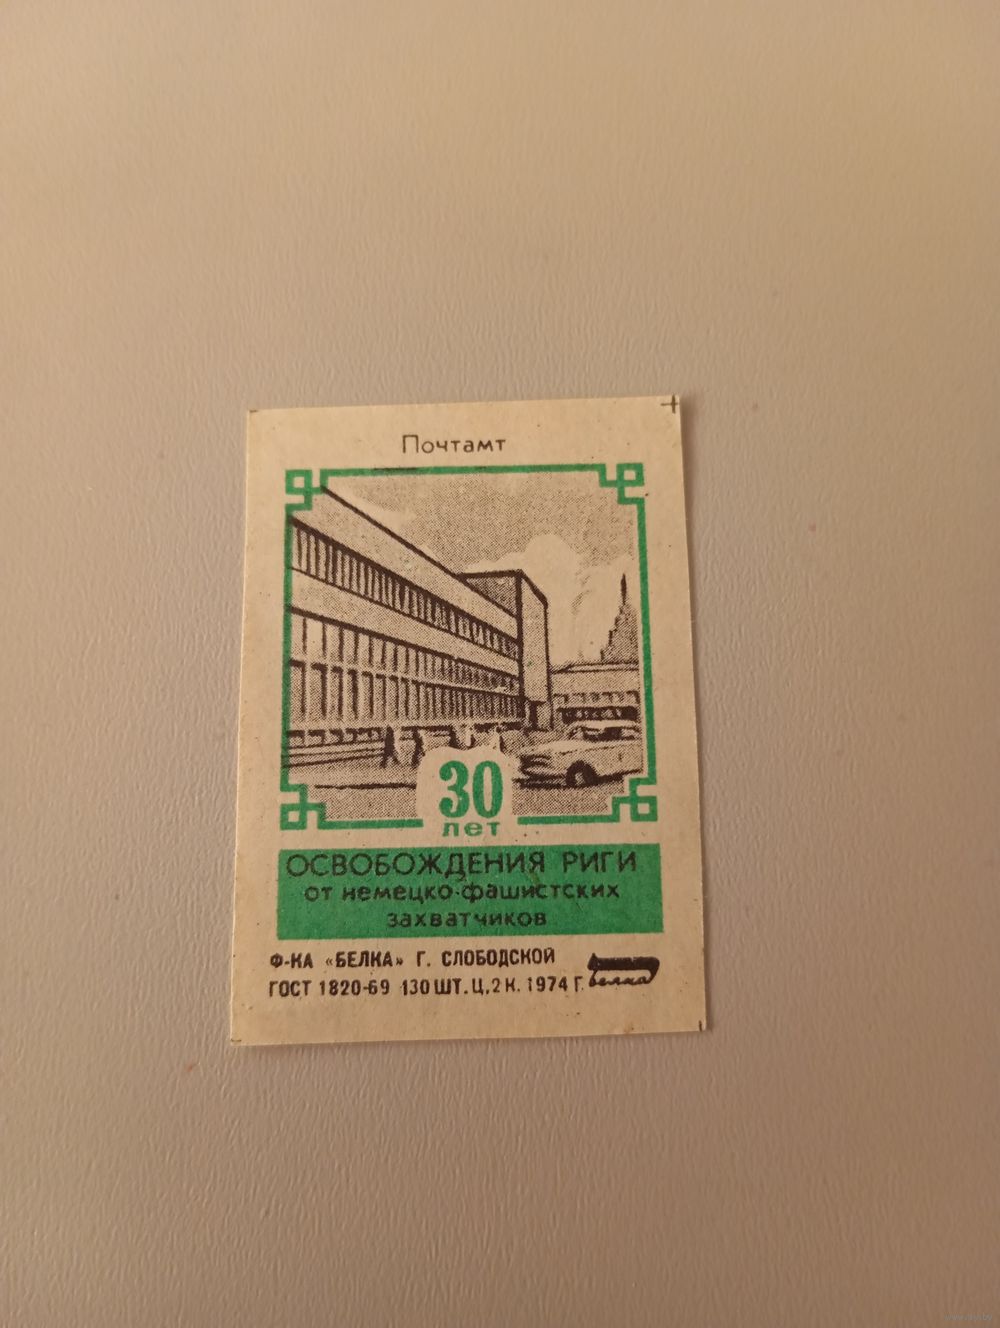 Почтамт
30
лет
ОСВОБОЖДЕНИЯ РИГИ
от немецко-фашистских
захватчиков
Ф-КА «БЕЛКА» Г. СЛОБОДСКОЙ
ГОСТ 1820-69 130 ШТ. Ц. 2 К. 1974 Г.
белка